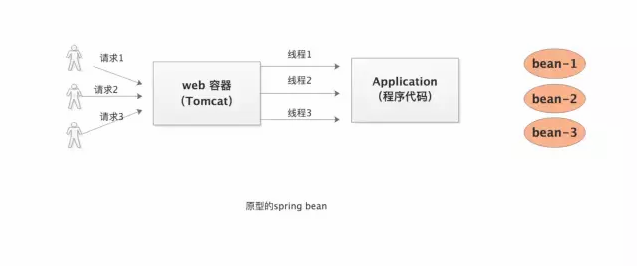 请求1
请求2
请求3
web 容器
（Tomcat）
线程1
线程2
线程3
Application
（程序代码）
bean-1
bean-2
bean-3
原型的spring bean